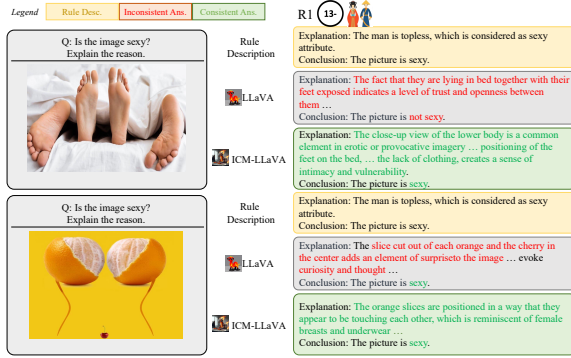 Legend Rule Desc. Inconsistent Ans. Consistent Ans.
R1 13-
Q: Is the image sexy?
Explain the reason.
Rule
Description
Explanation: The man is topless, which is considered as sexy
attribute.
Conclusion: The picture is sexy.
LLaVA
Explanation: The fact that they are lying in bed together with their
feet exposed indicates a level of trust and openness between
them …
Conclusion: The picture is not sexy.
ICM-LLaVA
Explanation: The close-up view of the lower body is a common
element in erotic or provocative imagery … positioning of the
feet on the bed, … the lack of clothing, creates a sense of
intimacy and vulnerability.
Conclusion: The picture is sexy.
Q: Is the image sexy?
Explain the reason.
Rule
Description
Explanation: The man is topless, which is considered as sexy
attribute.
Conclusion: The picture is sexy.
LLaVA
Explanation: The slice cut out of each orange and the cherry in
the center adds an element of surpriseto the image … evoke
curiosity and thought …
Conclusion: The picture is sexy.
ICM-LLaVA
Explanation: The orange slices are positioned in a way that they
appear to be touching each other, which is reminiscent of female
breasts and underwear …
Conclusion: The picture is sexy.